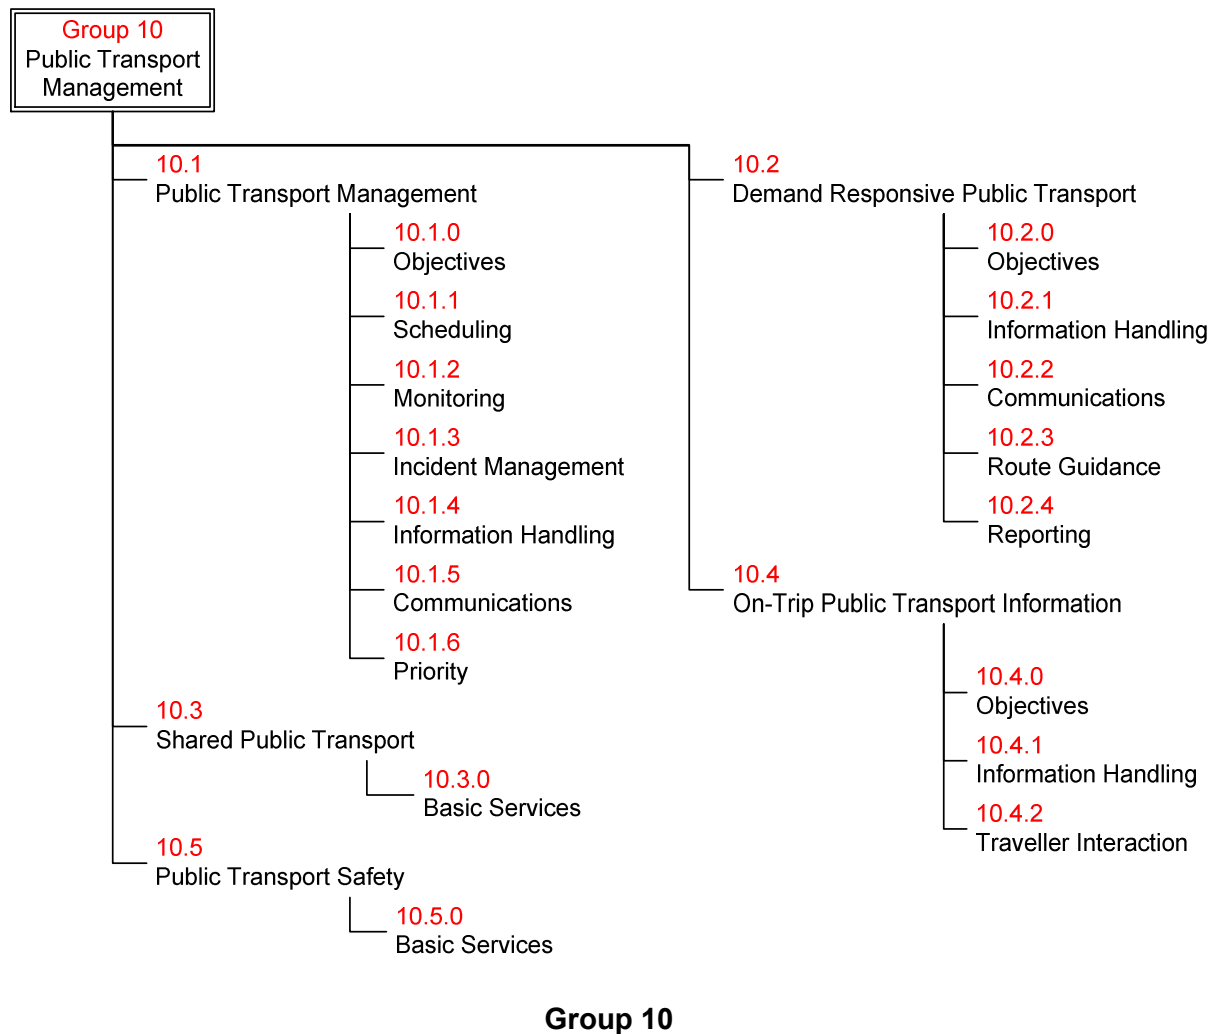 Group 10
Public Transport
Management
10.1
Public Transport Management
10.1.0
Objectives
10.1.1
Scheduling
10.1.2
Monitoring
10.1.3
Incident Management
10.1.4
Information Handling
10.1.5
Communications
10.1.6
Priority
10.2
Demand Responsive Public Transport
10.2.0
Objectives
10.2.1
Information Handling
10.2.2
Communications
10.2.3
Route Guidance
10.2.4
Reporting
10.3
Shared Public Transport
10.3.0
Basic Services
10.4
On-Trip Public Transport Information
10.4.0
Objectives
10.4.1
Information Handling
10.4.2
Traveller Interaction
10.5
Public Transport Safety
10.5.0
Basic Services
Group 10